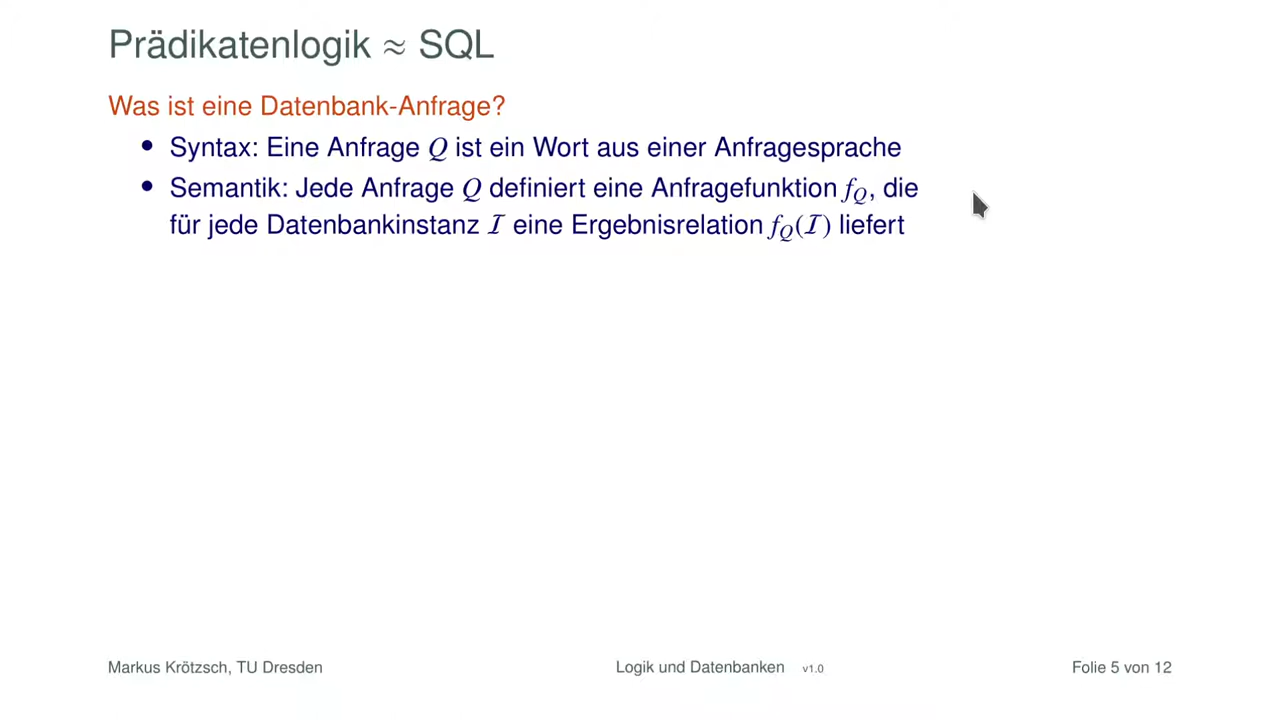 Prädikatenlogik ≈ SQL
Was ist eine Datenbank-Anfrage?
• Syntax: Eine Anfrage Q ist ein Wort aus einer Anfragesprache
• Semantik: Jede Anfrage Q definiert eine Anfragefunktion f_Q, die
für jede Datenbankinstanz ℐ eine Ergebnisrelation f_Q(ℐ) liefert
Markus Krötzsch, TU Dresden Logik und Datenbanken v1.0 Folie 5 von 12